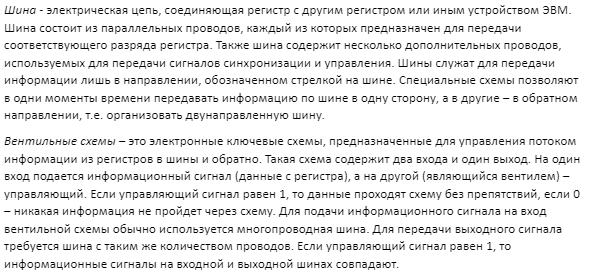 Шина - электрическая цепь, соединяющая регистр с другим регистром или иным устройством ЭВМ.
Шина состоит из параллельных проводов, каждый из которых предназначен для передачи
соответствующего разряда регистра. Также шина содержит несколько дополнительных проводов,
используемых для передачи сигналов синхронизации и управления. Шины служат для передачи
информации лишь в направлении, обозначенном стрелкой на шине. Специальные схемы позволяют
в одни моменты времени передавать информацию по шине в одну сторону, а в другие – в обратном
направлении, т.е. организовать двунаправленную шину.
Вентильные схемы – это электронные ключевые схемы, предназначенные для управления потоком
информации из регистров в шины и обратно. Такая схема содержит два входа и один выход. На один
вход подается информационный сигнал (данные с регистра), а на другой (являющийся вентилем) –
управляющий. Если управляющий сигнал равен 1, то данные проходят схему без препятствий, если 0
– никакая информация не пройдет через схему. Для подачи информационного сигнала на вход
вентильной схемы обычно используется многопроводная шина. Для передачи выходного сигнала
требуется шина с таким же количеством проводов. Если управляющий сигнал равен 1, то
информационные сигналы на входной и выходной шинах совпадают.